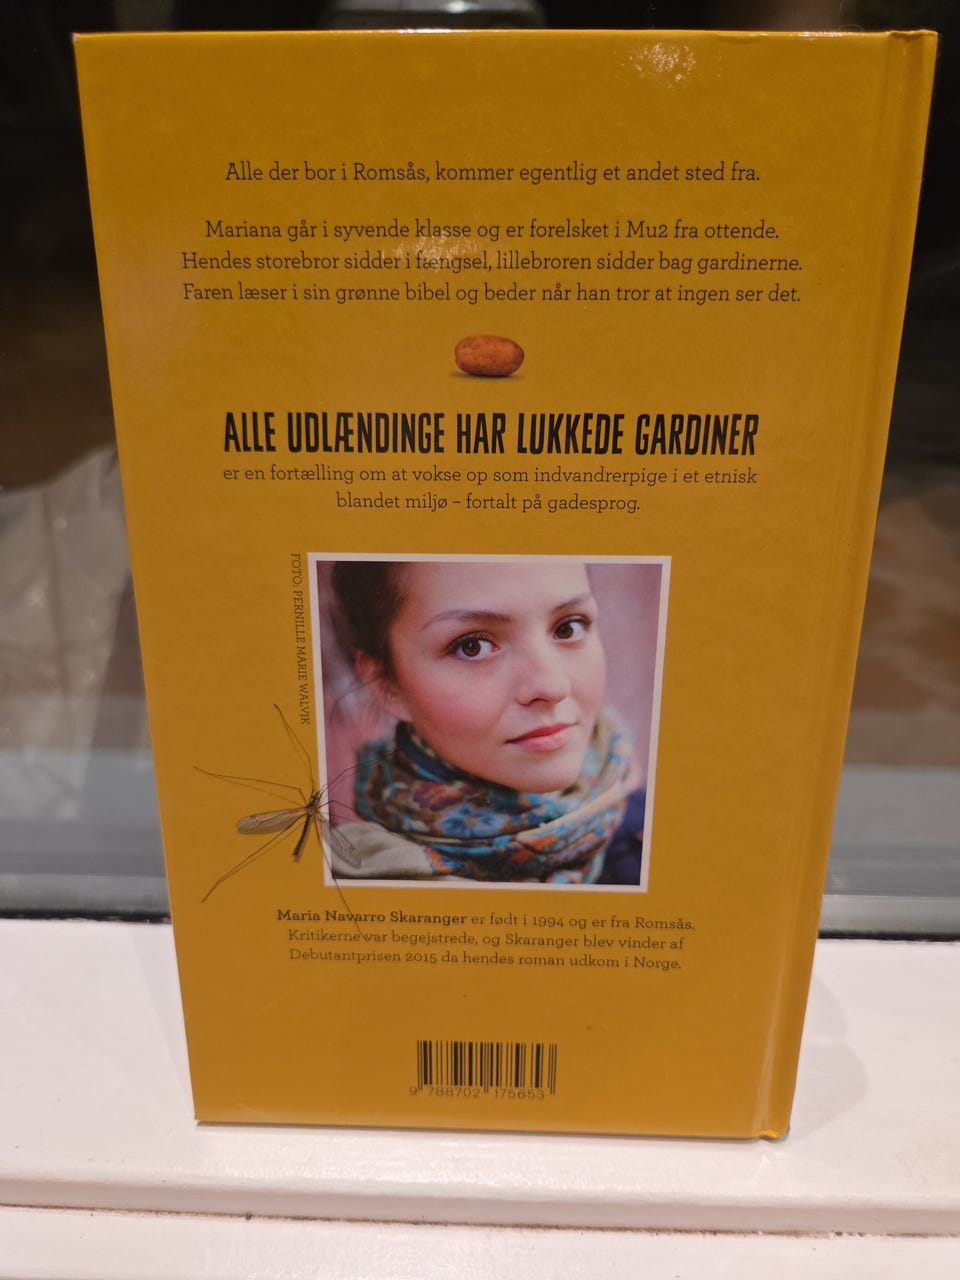 Alle der bor i Romsås, kommer egentlig et andet sted fra.
Mariana går i syvende klasse og er forelsket i Mu2 fra ottende.
Hendes storebror sidder i fængsel, lillebroren sidder bag gardinerne.
Faren læser i sin grønne bibel og beder når han tror at ingen ser det.
ALLE UDLÆNDINGE HAR LUKKEDE GARDINER
er en fortælling om at vokse op som indvandrerpige i et etnisk
blandet miljø – fortalt på gadesprog.
FOTO: PERNILLE MARIE WALVIK
Maria Navarro Skaranger er født i 1994 og er fra Romsås.
Kritikerne var begejstrede, og Skaranger blev vinder af
Debutantprisen 2015 da hendes roman udkom i Norge.
9 788702 175653